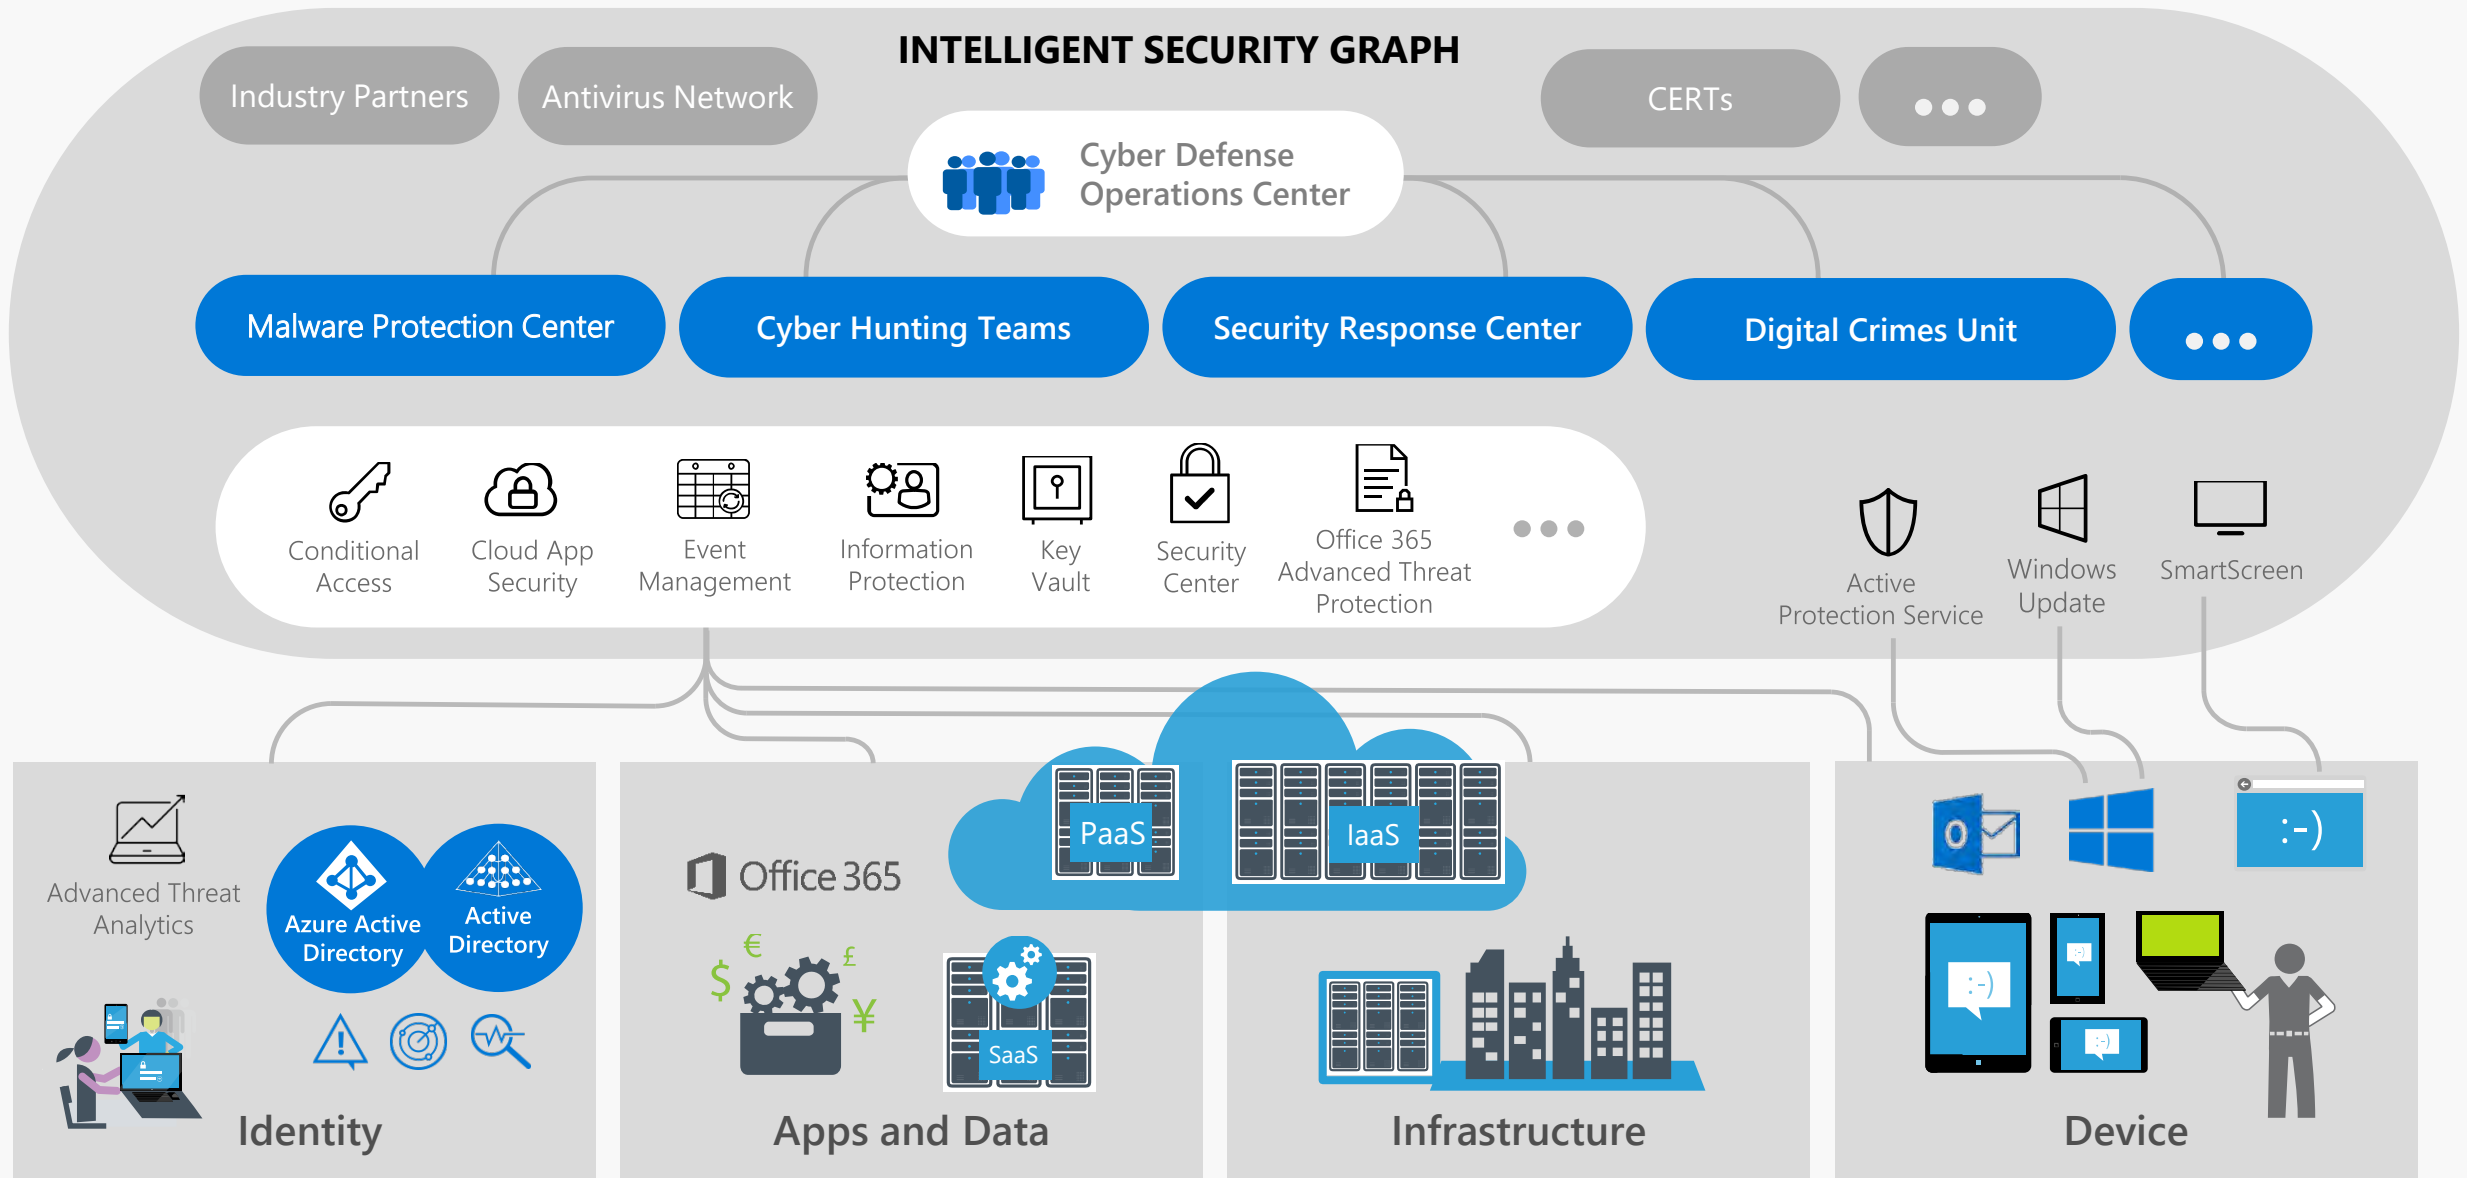 INTELLIGENT SECURITY GRAPH
Industry Partners
Antivirus Network
CERTs
Cyber Defense
Operations Center
Malware Protection Center
Cyber Hunting Teams
Security Response Center
Digital Crimes Unit
Conditional
Access
Cloud App
Security
Event
Management
Information
Protection
Key
Vault
Security
Center
Office 365
Advanced Threat
Protection
Active
Protection Service
Windows
Update
SmartScreen
Advanced Threat
Analytics
Azure Active
Directory
Active
Directory
Identity
Office 365
PaaS
€
$
£
¥
SaaS
Apps and Data
IaaS
Infrastructure
O
:-)
:-)
:-)
:-)
Device